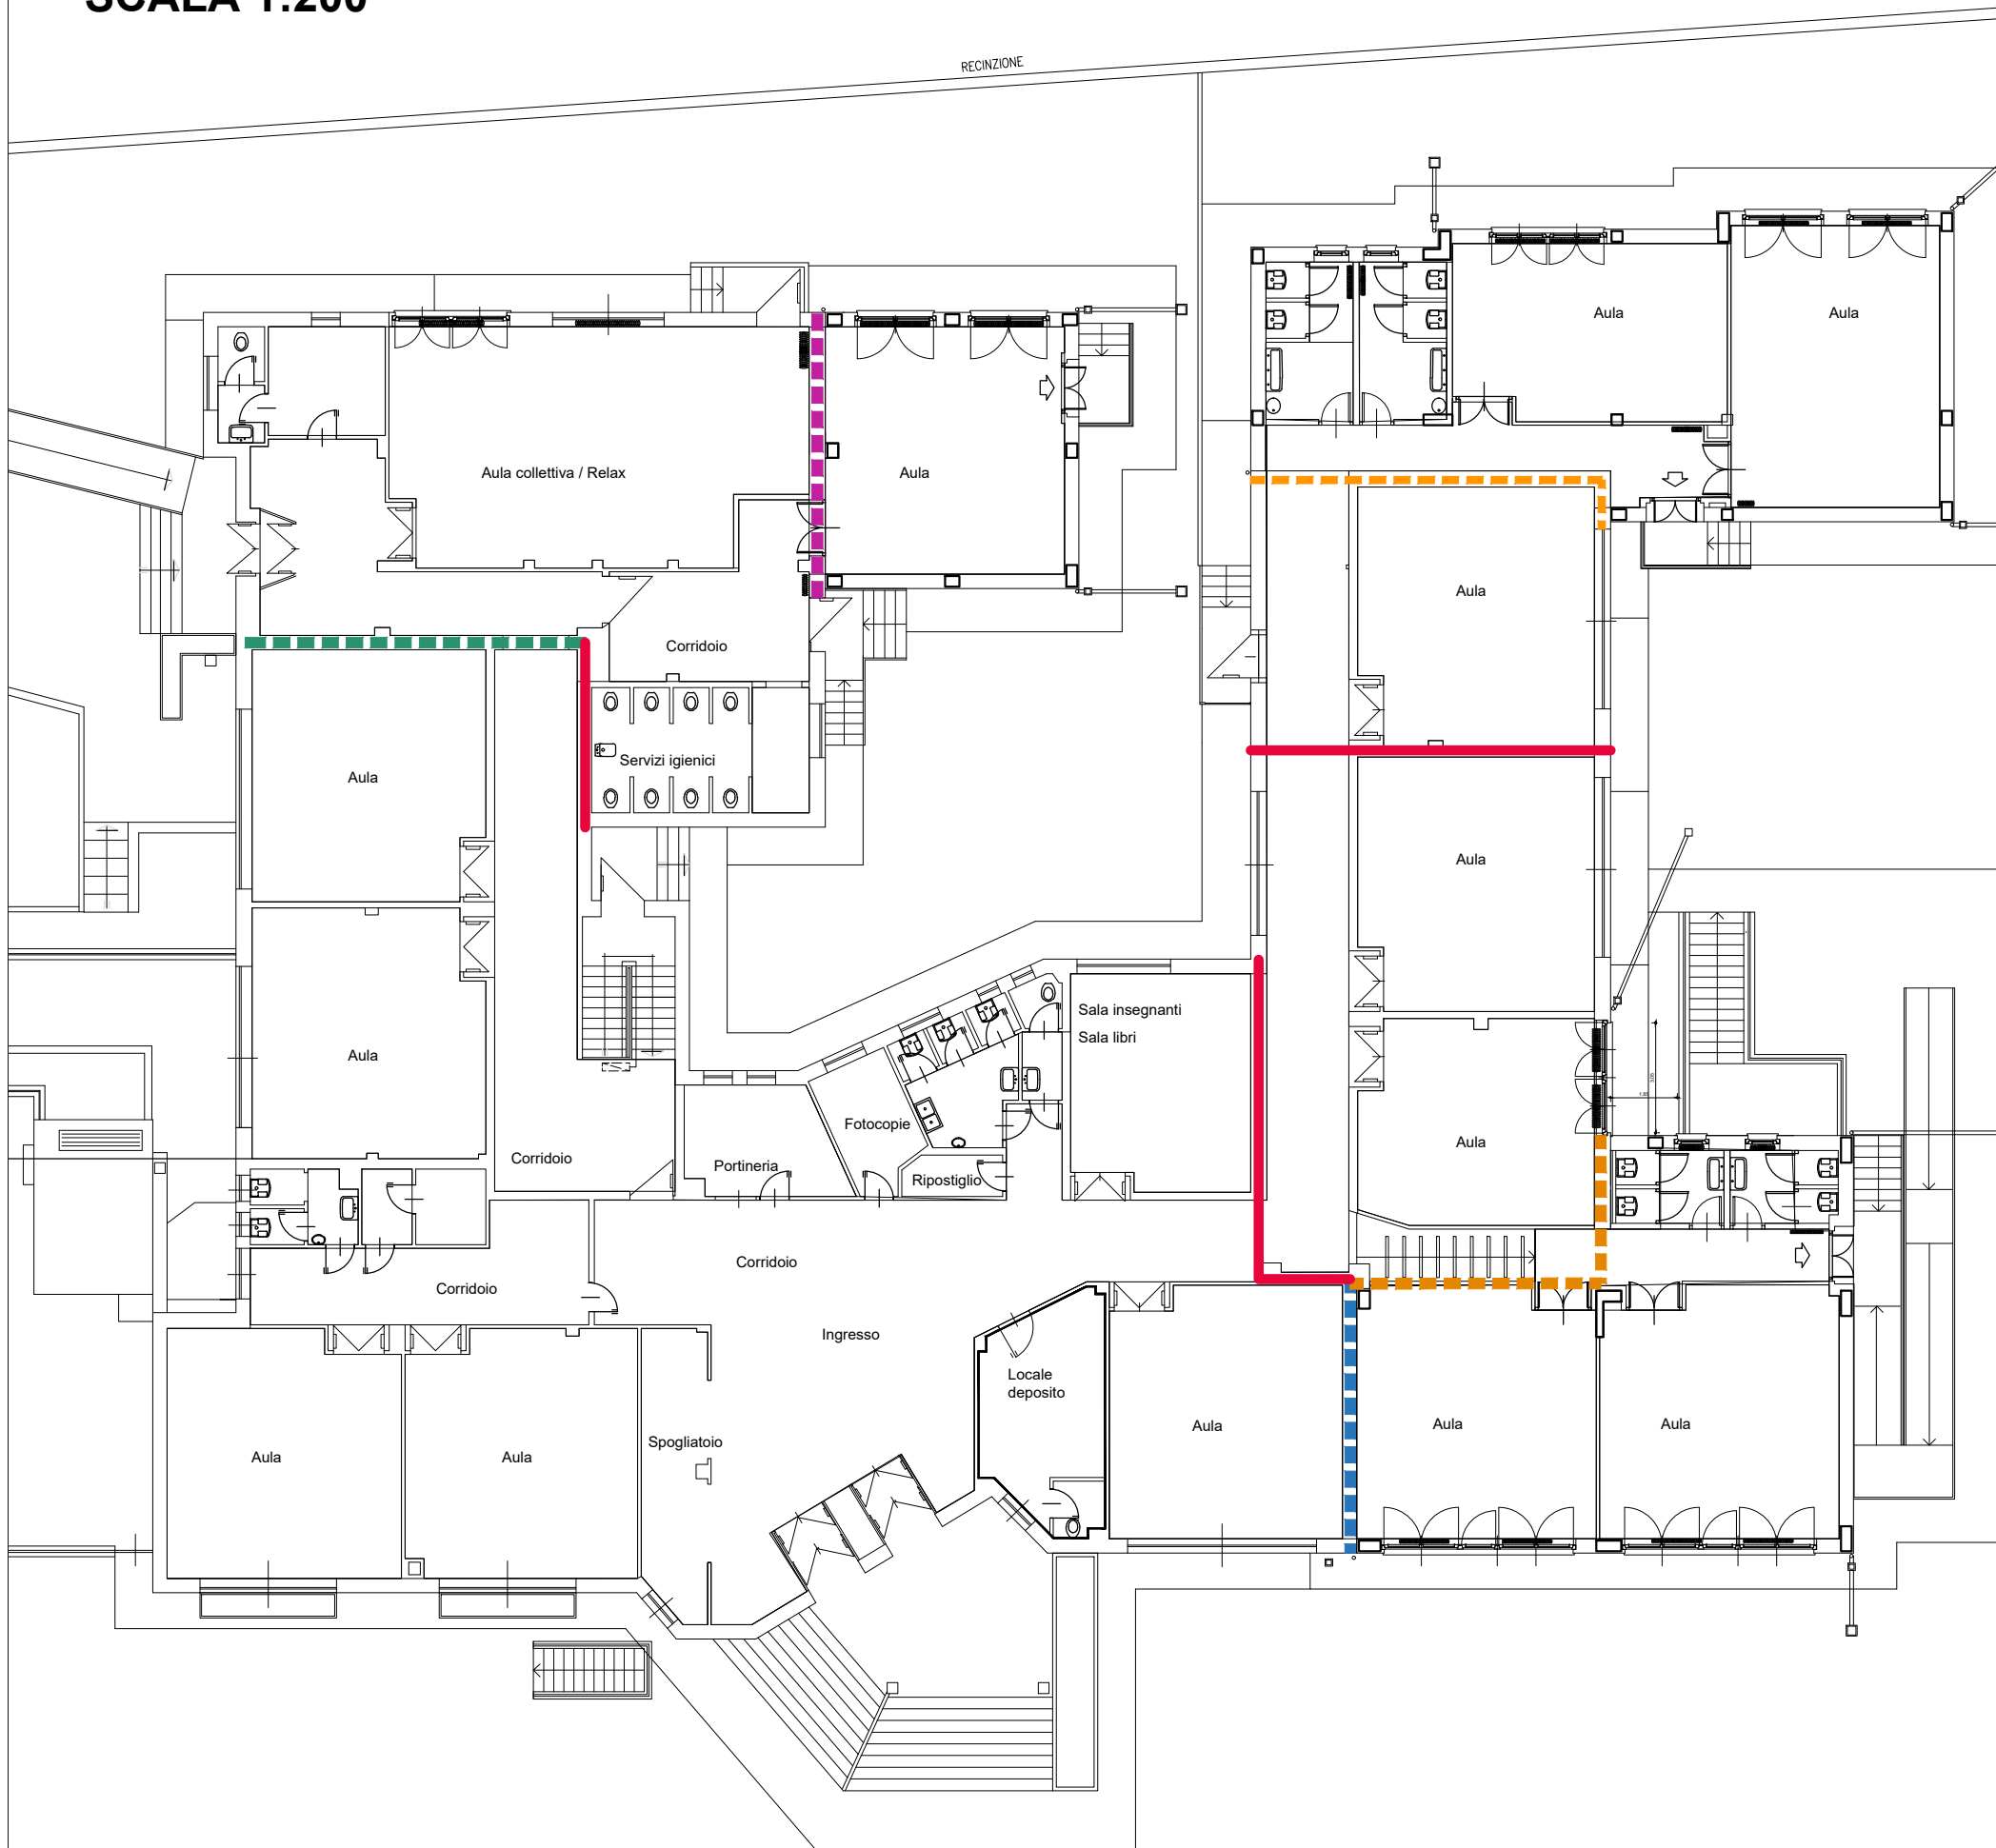 SCALA 1:200
RECINZIONE
Aula
Aula
Aula collettiva / Relax
Aula
Aula
Corridoio
Servizi igienici
Aula
Aula
Sala insegnanti
Sala libri
Aula
Fotocopie
Aula
Corridoio
Portineria
Ripostiglio
Corridoio
Corridoio
Ingresso
Locale
deposito
Aula
Aula
Aula
Spogliatoio
Aula
Aula